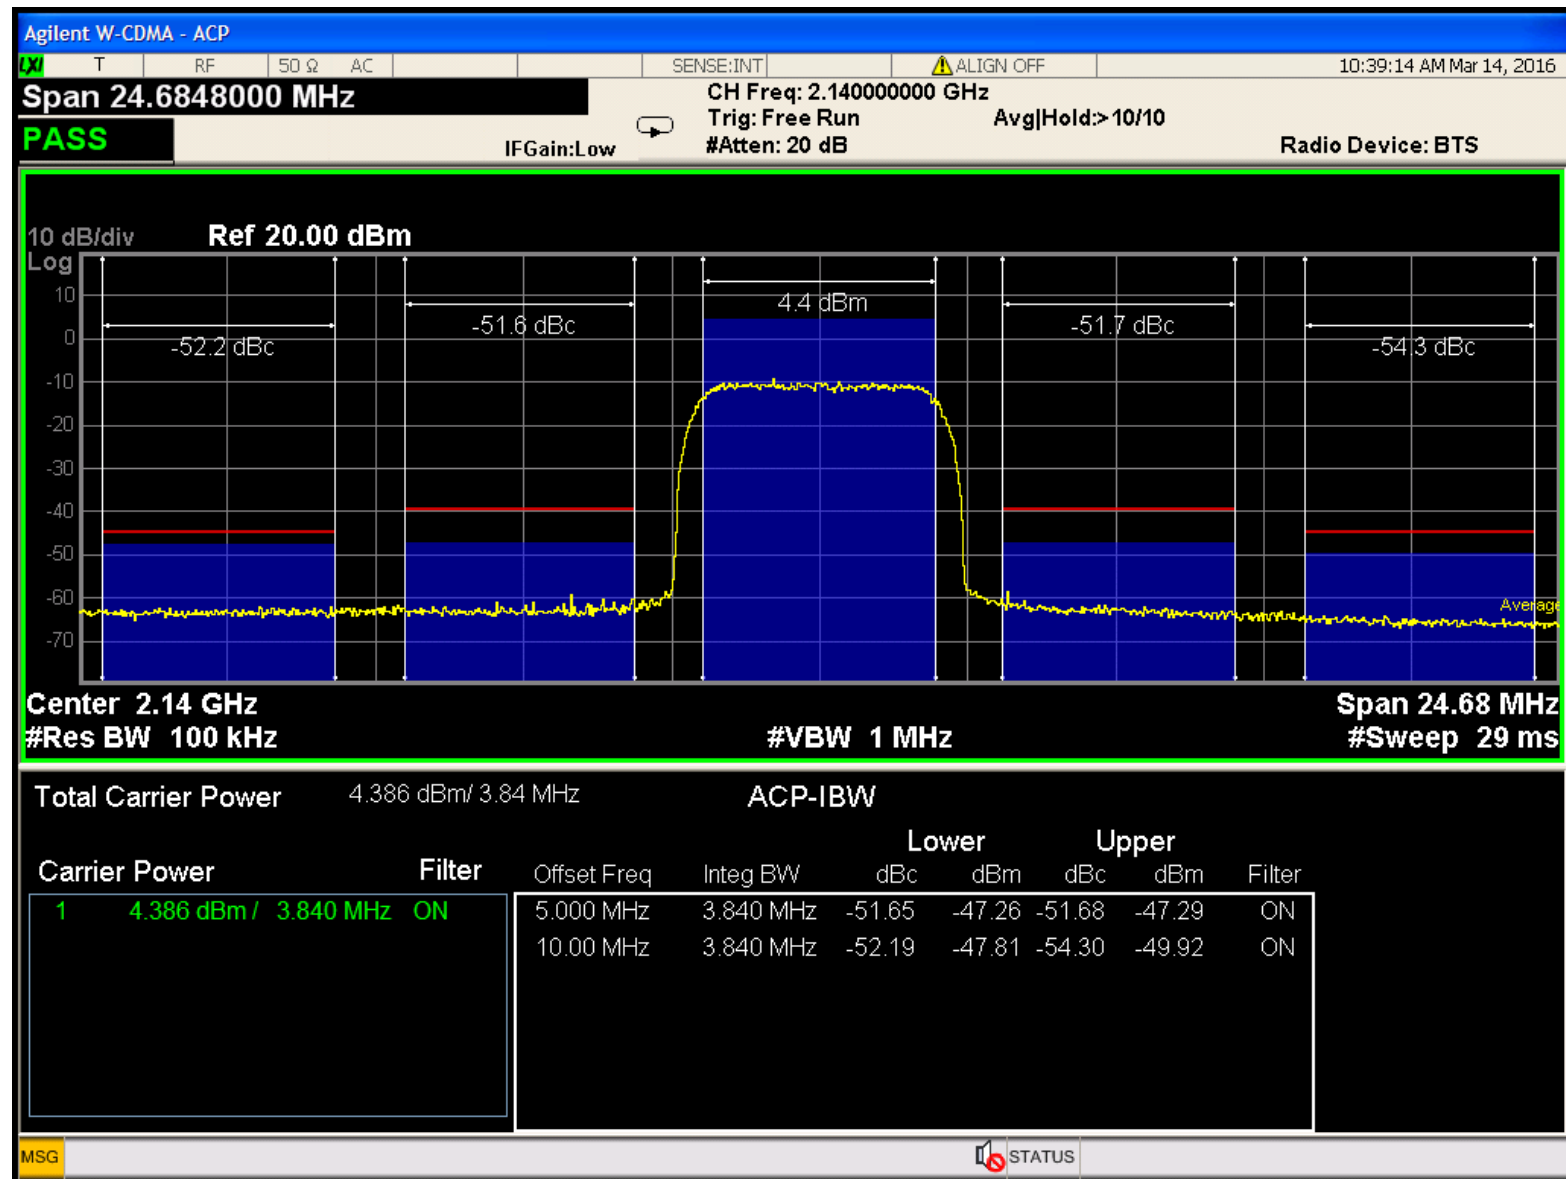 Agilent W-CDMA - ACP
LXI T RF 50 Ω AC SENSE:INT ALIGN OFF 10:39:14 AM Mar 14, 2016
Span 24.6848000 MHz
CH Freq: 2.140000000 GHz
Trig: Free Run Avg|Hold:>10/10
PASS
IFGain:Low #Atten: 20 dB Radio Device: BTS
10 dB/div Ref 20.00 dBm
Log
10
4.4 dBm
-52.2 dBc -51.6 dBc -51.7 dBc -54.3 dBc
0
-10
-20
-30
-40
-50
-60
Average
-70
Center 2.14 GHz Span 24.68 MHz
#Res BW 100 kHz #VBW 1 MHz #Sweep 29 ms
Total Carrier Power 4.386 dBm/ 3.84 MHz ACP-IBW
Lower Upper
Carrier Power Filter Offset Freq Integ BW dBc dBm dBc dBm Filter
1 4.386 dBm / 3.840 MHz ON 5.000 MHz 3.840 MHz -51.65 -47.26 -51.68 -47.29 ON
10.00 MHz 3.840 MHz -52.19 -47.81 -54.30 -49.92 ON
MSG STATUS